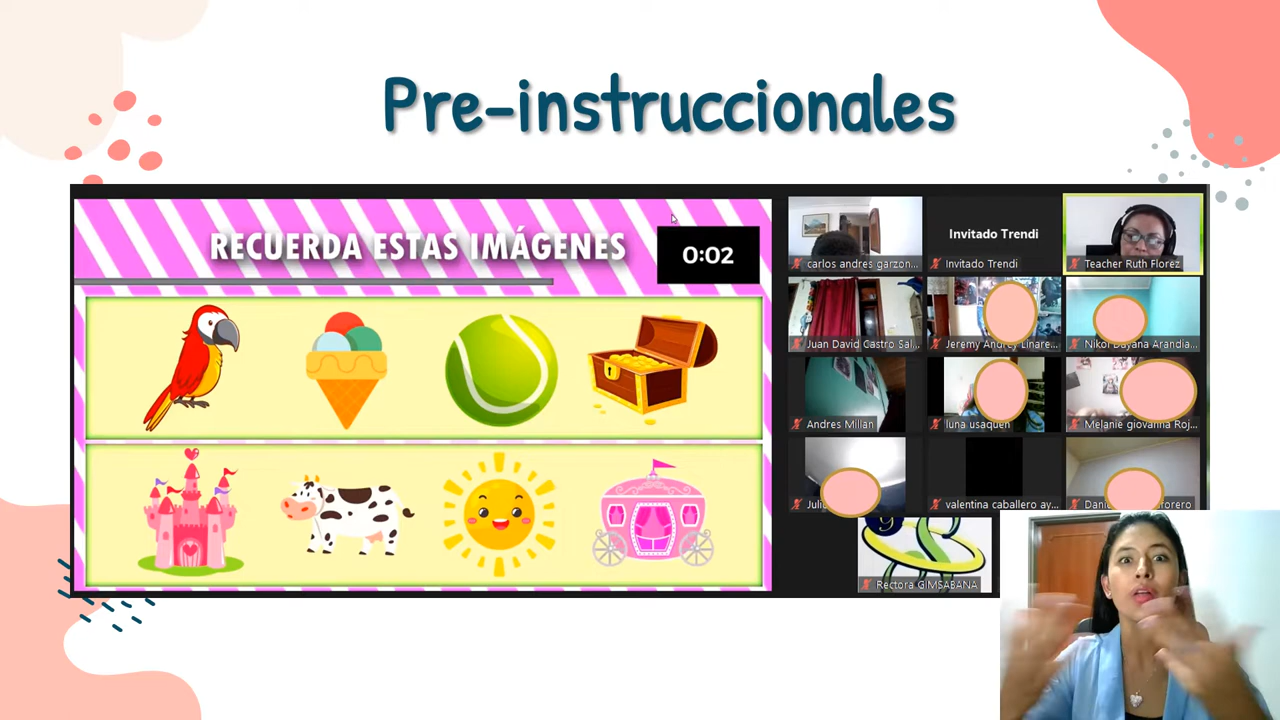 Pre-instruccionales
RECUERDA ESTAS IMÁGENES
0:02
carlos andres garzon...
Invitado Trendi
Invitado Trendi
Teacher Ruth Florez
Juan David Castro Sal...
Jeremy Andrey Linare...
Nikol Dayana Arandia...
Andres Millan
luna usaquen
Melanie giovanna Roj...
valentina caballero ay...
Rectora GIMSABANA